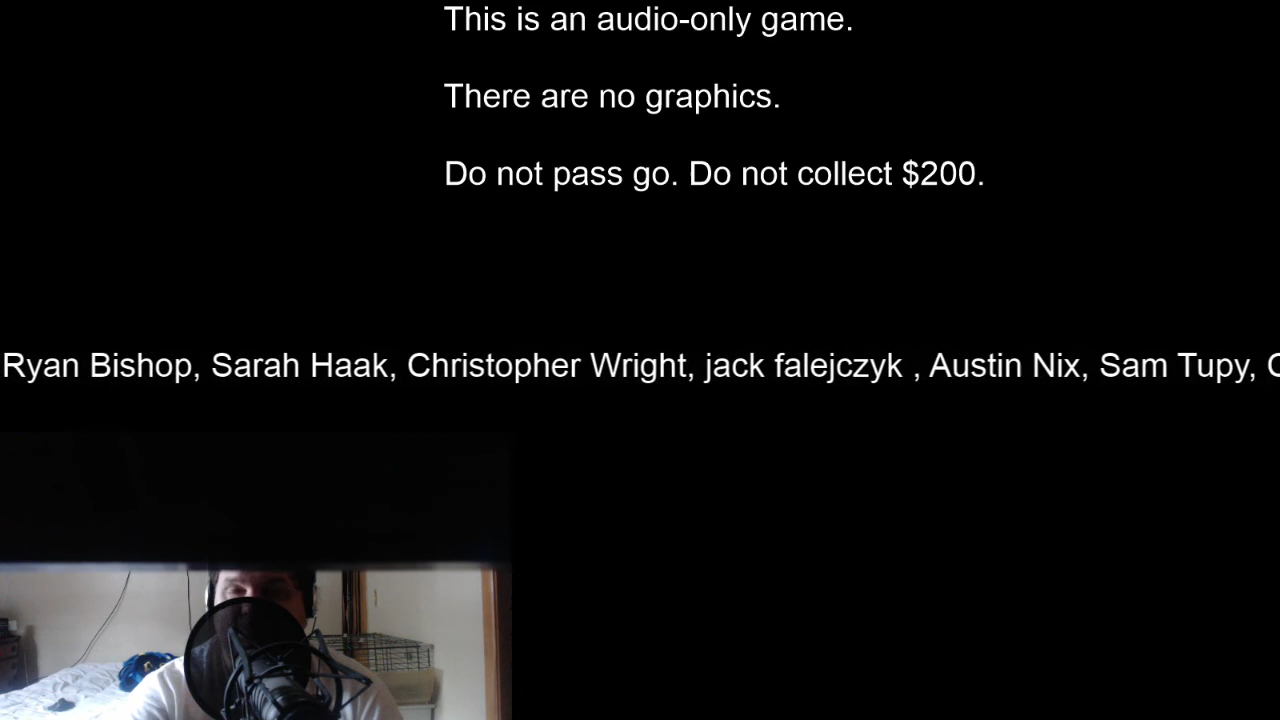 This is an audio-only game.
There are no graphics.
Do not pass go. Do not collect $200.
Ryan Bishop, Sarah Haak, Christopher Wright, jack falejczyk , Austin Nix, Sam Tupy,